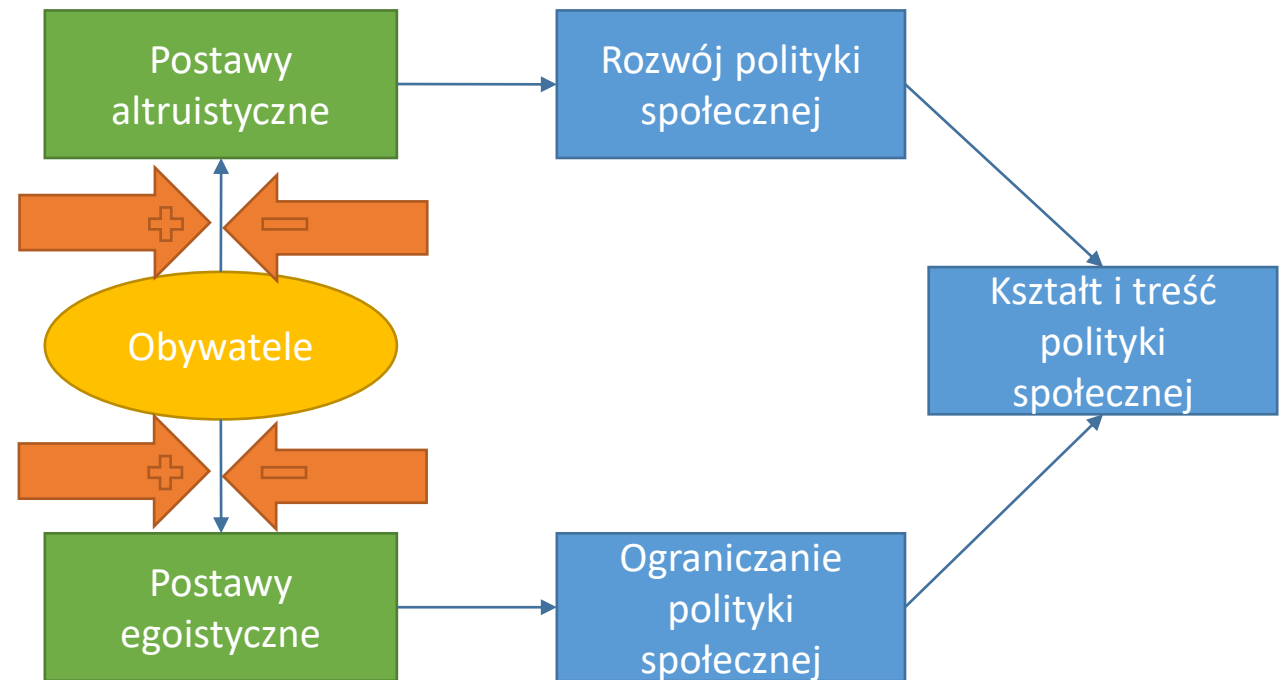 Postawy
altruistyczne
Rozwój polityki
społecznej
Obywatele
Kształt i treść
polityki
społecznej
Postawy
egoistyczne
Ograniczanie
polityki
społecznej